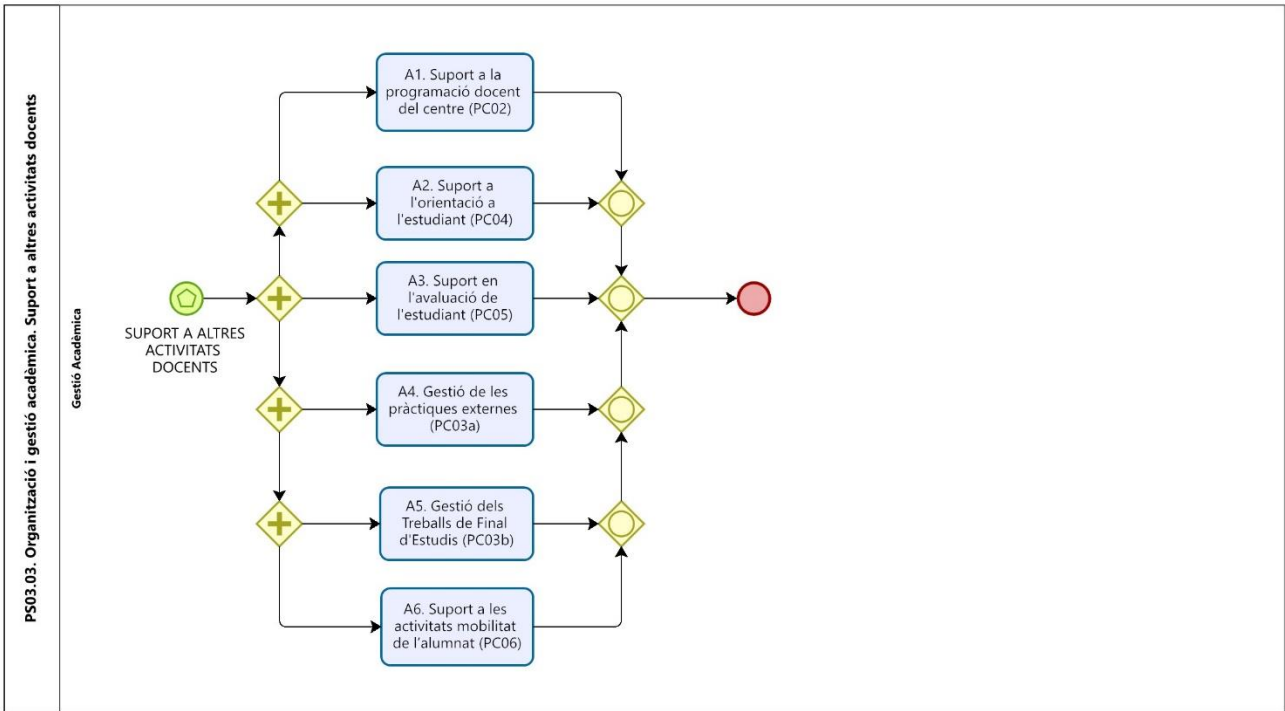 PS03.03. Organització i gestió acadèmica. Suport a altres activitats docents
Gestió Acadèmica
SUPORT A ALTRES
ACTIVITATS
DOCENTS
A1. Suport a la
programació docent
del centre (PC02)
A2. Suport a
l'orientació a
l'estudiant (PC04)
A3. Suport en
l'avaluació de
l'estudiant (PC05)
A4. Gestió de les
pràctiques externes
(PC03a)
A5. Gestió dels
Treballs de Final
d'Estudis (PC03b)
A6. Suport a les
activitats mobilitat
de l'alumnat (PC06)